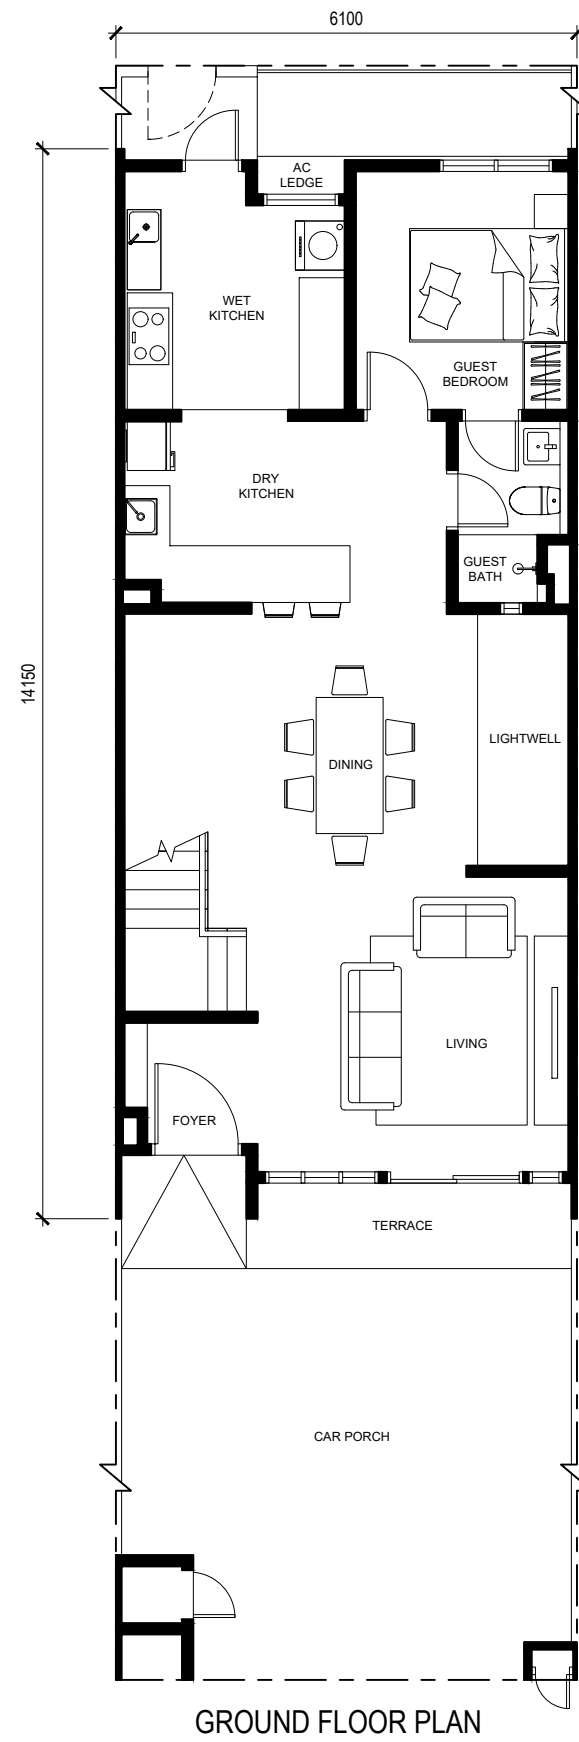 6100
AC
LEDGE
WET
KITCHEN
GUEST
BEDROOM
DRY
KITCHEN
GUEST
BATH
14150
LIGHTWELL
DINING
LIVING
FOYER
TERRACE
CAR PORCH
GROUND FLOOR PLAN